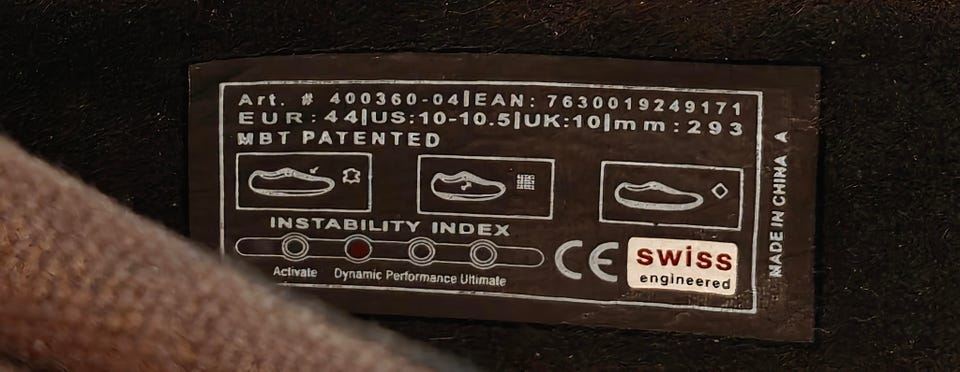 Art. # 400360-04|EAN: 7630019249171
EUR:44|US:10-10.5|UK:10|mm:293
MBT PATENTED
INSTABILITY INDEX
Activate Dynamic Performance Ultimate
CE
swiss
engineered
MADE IN CHINA A